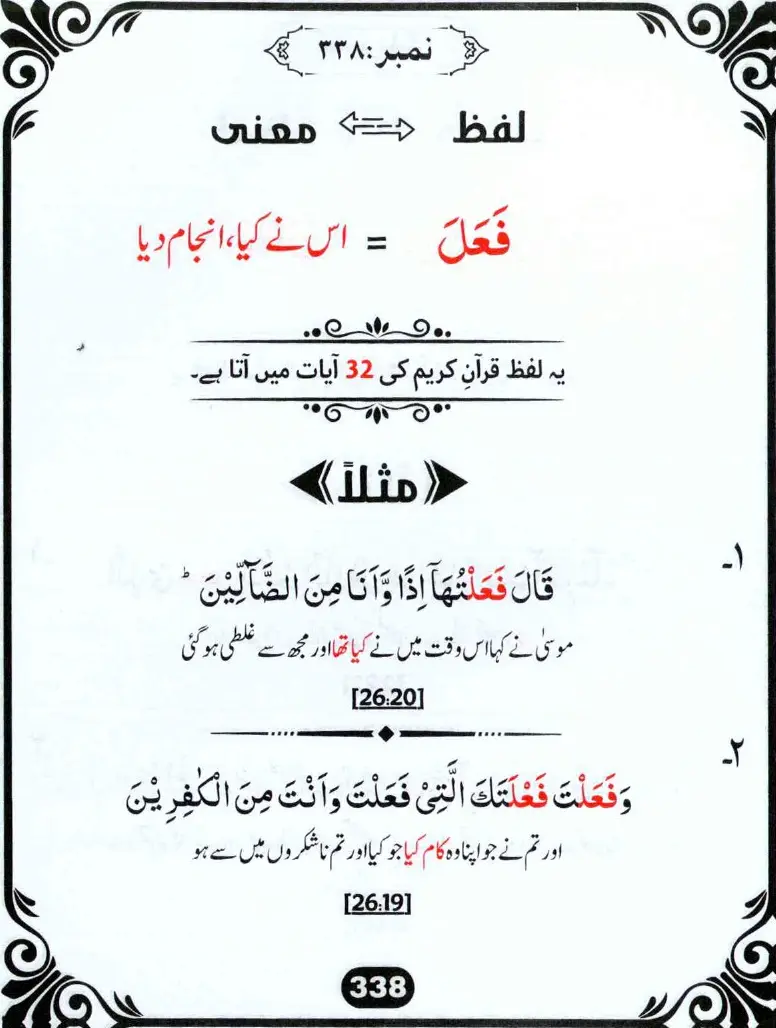 نمبر: ۳۳۸
لفظ ⇐⇒ معنی
فَعَلَ = اس نے کیا، انجام دیا
یہ لفظ قرآنِ کریم کی 32 آیات میں آتا ہے۔
مثلاً
۱۔
قَالَ فَعَلْتُهَاۤ اِذًا وَّاَنَا مِنَ الضَّآلِّيْنَ ؕ
موسیٰ نے کہا اس وقت میں نے کیا تھا اور مجھ سے غلطی ہوگئی
[26:20]
۲۔
وَفَعَلْتَ فَعْلَتَكَ الَّتِيْ فَعَلْتَ وَاَنْتَ مِنَ الْكٰفِرِيْنَ
اور تم نے جو اپنا وہ کام کیا جو کیا اور تم ناشکروں میں سے ہو
[26:19]
338